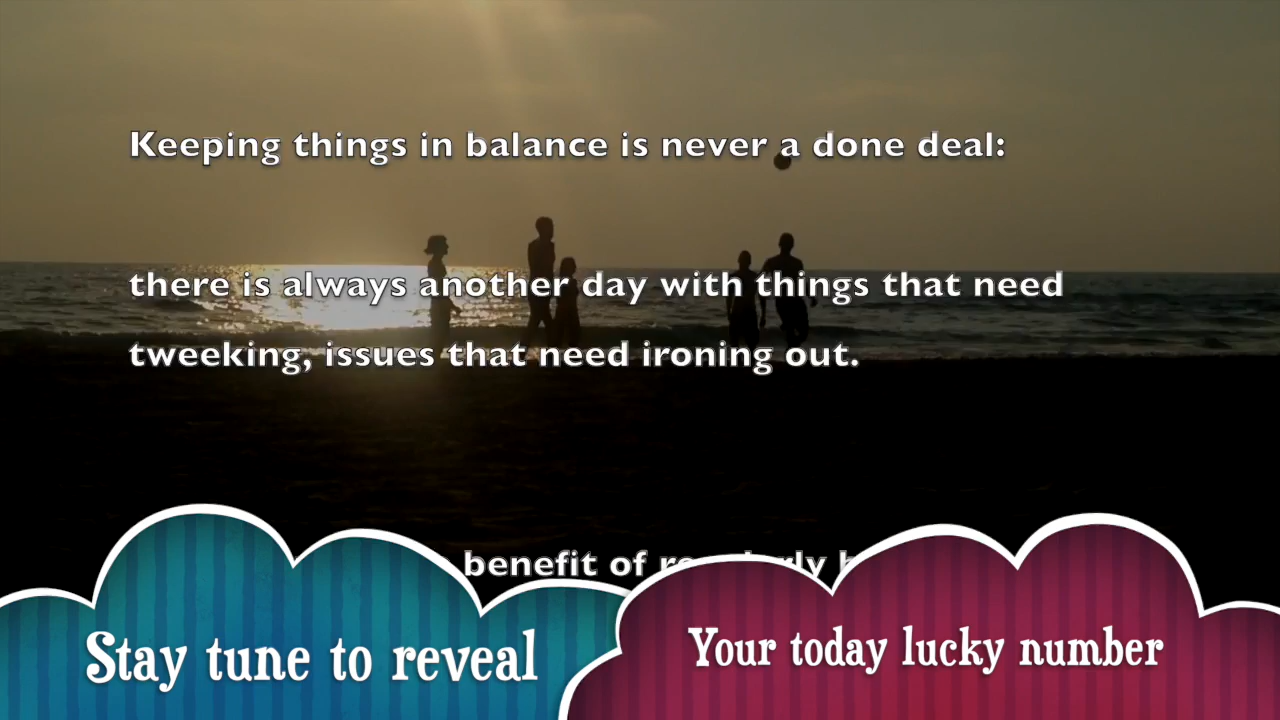 Keeping things in balance is never a done deal:
there is always another day with things that need
tweeking, issues that need ironing out.
benefit of
Stay tune to reveal
Your today lucky number